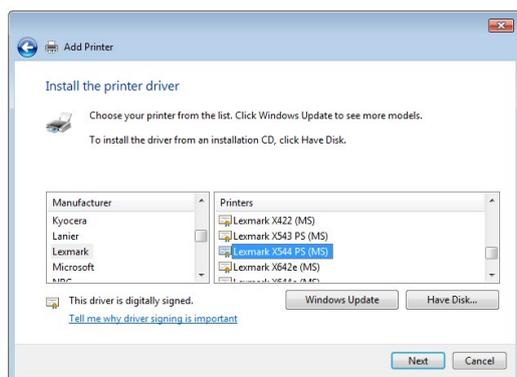 Add Printer
Install the printer driver
Choose your printer from the list. Click Windows Update to see more models.
To install the driver from an installation CD, click Have Disk.
Manufacturer
Kyocera
Lanier
Lexmark
Microsoft
Printers
Lexmark X422 (MS)
Lexmark X543 PS (MS)
Lexmark X544 PS (MS)
Lexmark X642e (MS)
This driver is digitally signed.
Tell me why driver signing is important
Windows Update
Have Disk...
Next
Cancel